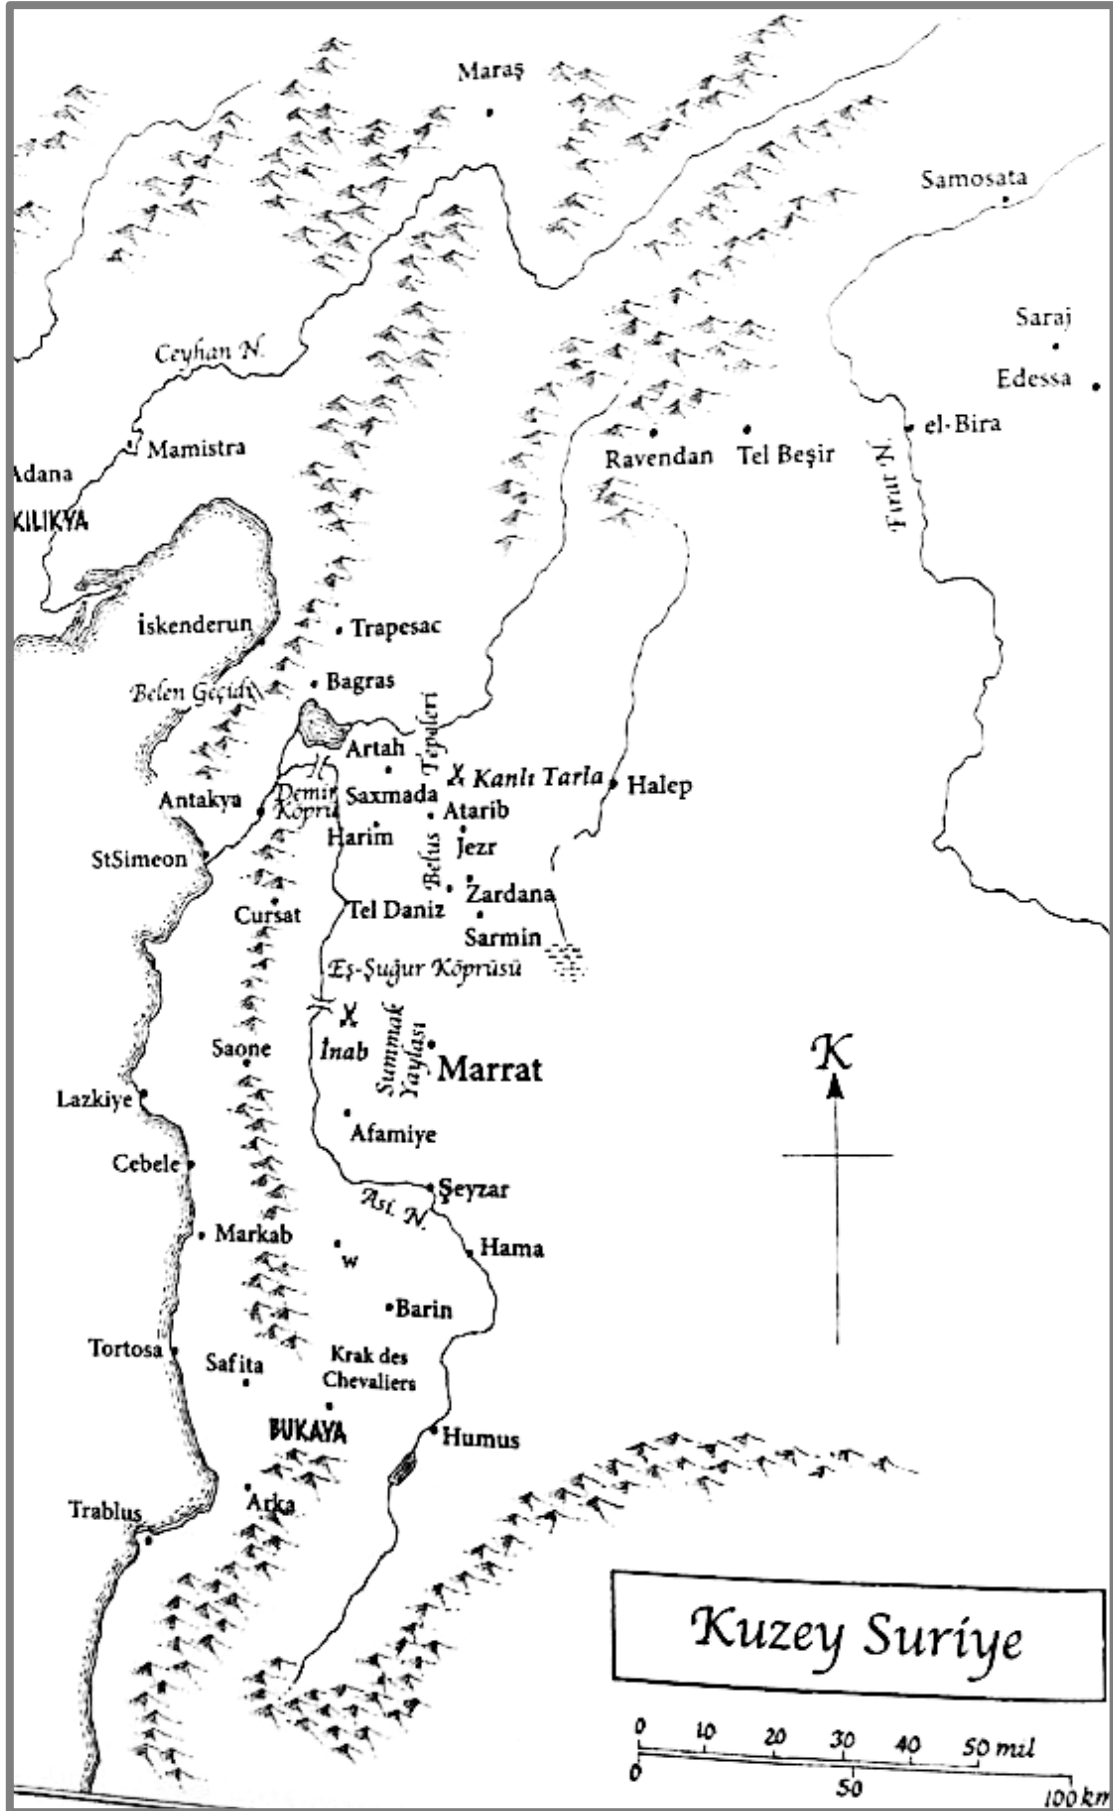 Maraş
Samosata
Saraj
Edessa
Ceyhan N.
el-Bira
Mamistra
Ravendan
Tel Beşir
Adana
Fırat N.
KILIKYA
İskenderun
Trapesac
Bagras
Belen Geçidi
Tepeleri
Artah
Kanlı Tarla
Halep
Antakya
Demir
Köprü
Saxmada
Atarib
Harim
Jezr
StSimeon
Belus
Zardana
Cursat
Tel Daniz
Sarmin
Eş-Şuğur Köprüsü
Saone
İnab
Summak
Yaylası
Marrat
K
Lazkiye
Afamiye
Cebele
Şeyzar
Asi. N.
Markab
w
Hama
Barin
Tortosa
Safita
Krak des
Chevaliers
BUKAYA
Humus
Arka
Trablus
Kuzey Suriye
0 10 20 30 40 50 mil
0 50 100 km